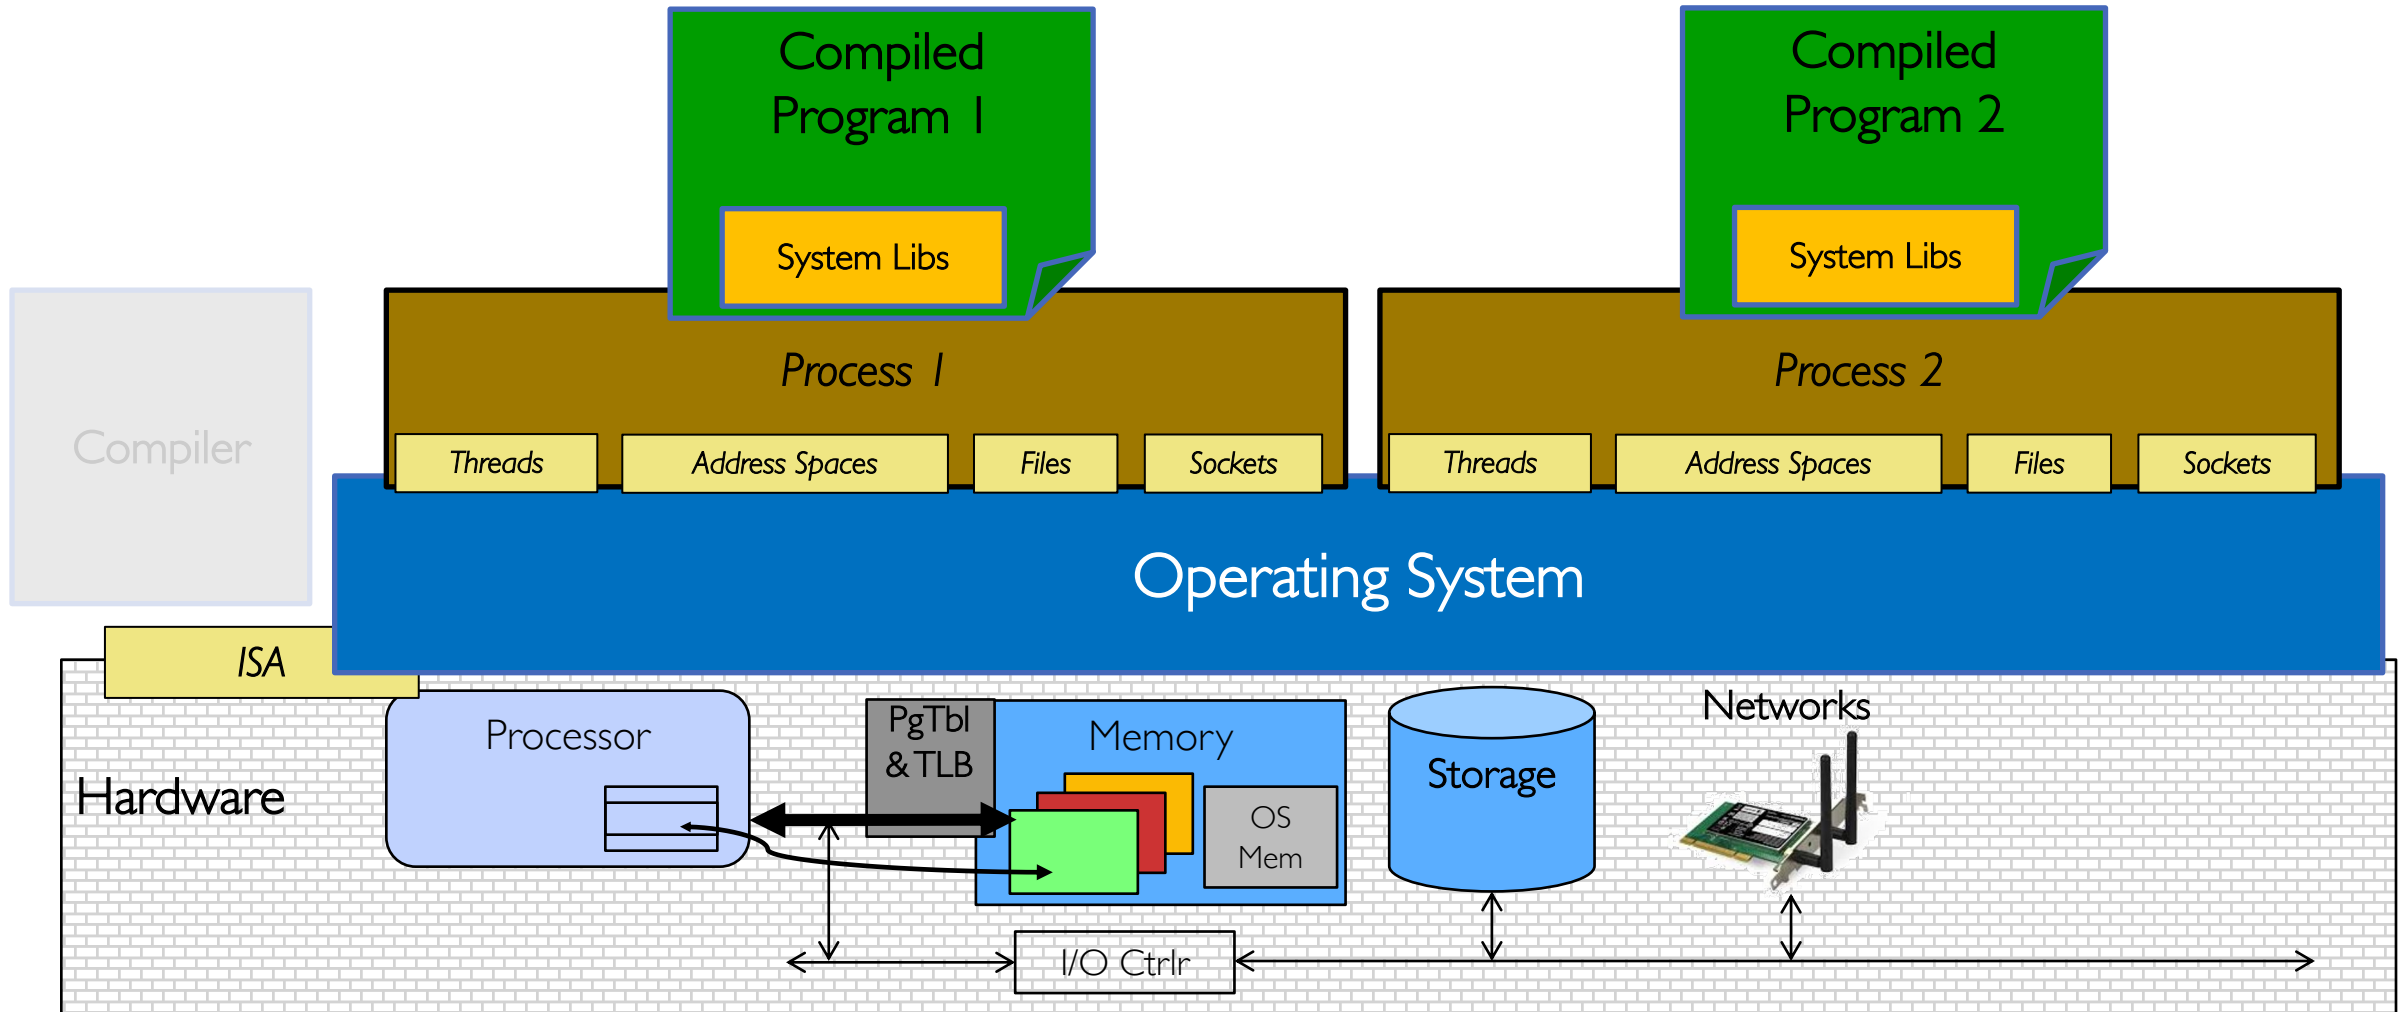 Compiled
Program 1
System Libs
Compiled
Program 2
System Libs
Process 1
Process 2
Compiler
Threads
Address Spaces
Files
Sockets
Threads
Address Spaces
Files
Sockets
Operating System
ISA
Hardware
Processor
PgTbl
& TLB
Memory
OS
Mem
Storage
Networks
I/O Ctrlr